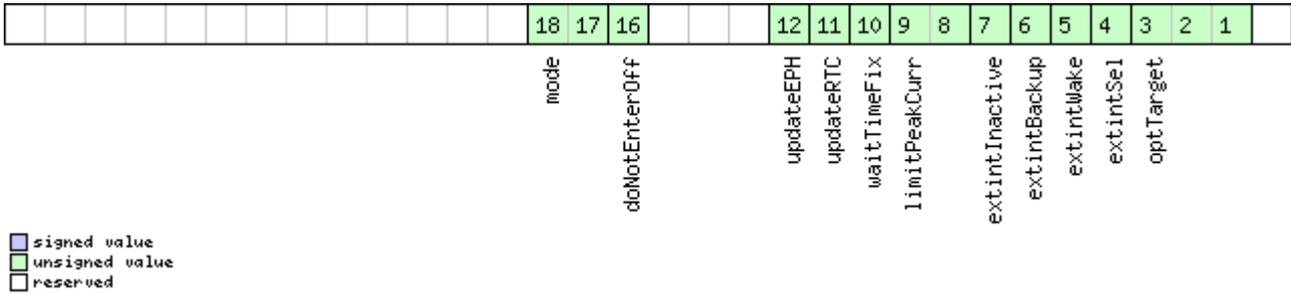 18 17 16 12 11 10 9 8 7 6 5 4 3 2 1
mode
doNotEnterOff
updateEPH
updateRTC
waitTimeFix
limitPeakCurr
extintInactive
extintBackup
extintWake
extintSel
optTarget
signed value
unsigned value
reserved